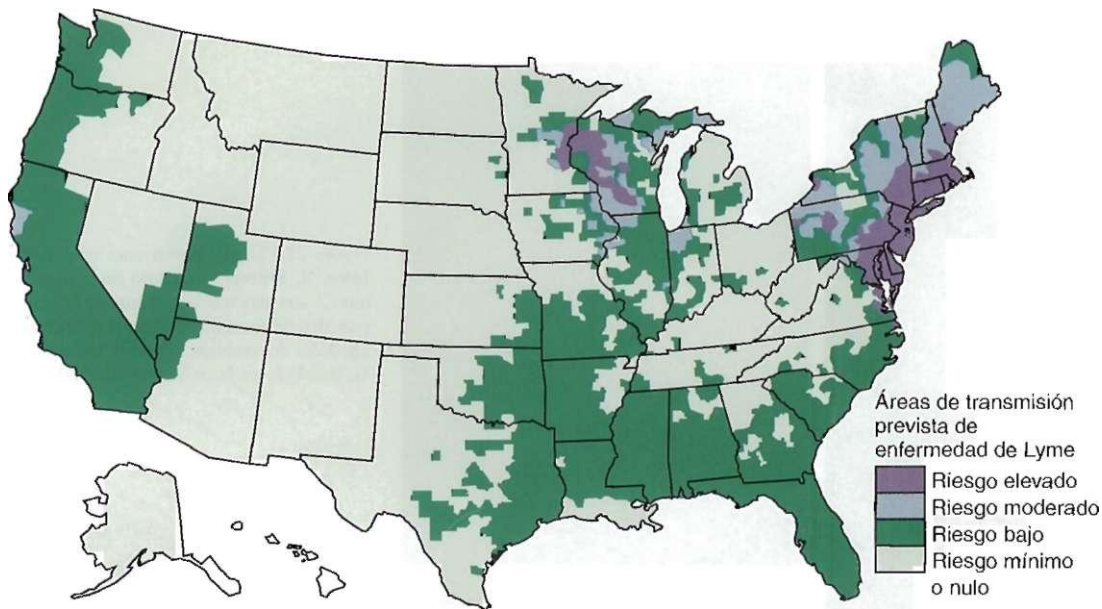 Áreas de transmisión
prevista de
enfermedad de Lyme
Riesgo elevado
Riesgo moderado
Riesgo bajo
Riesgo mínimo
o nulo